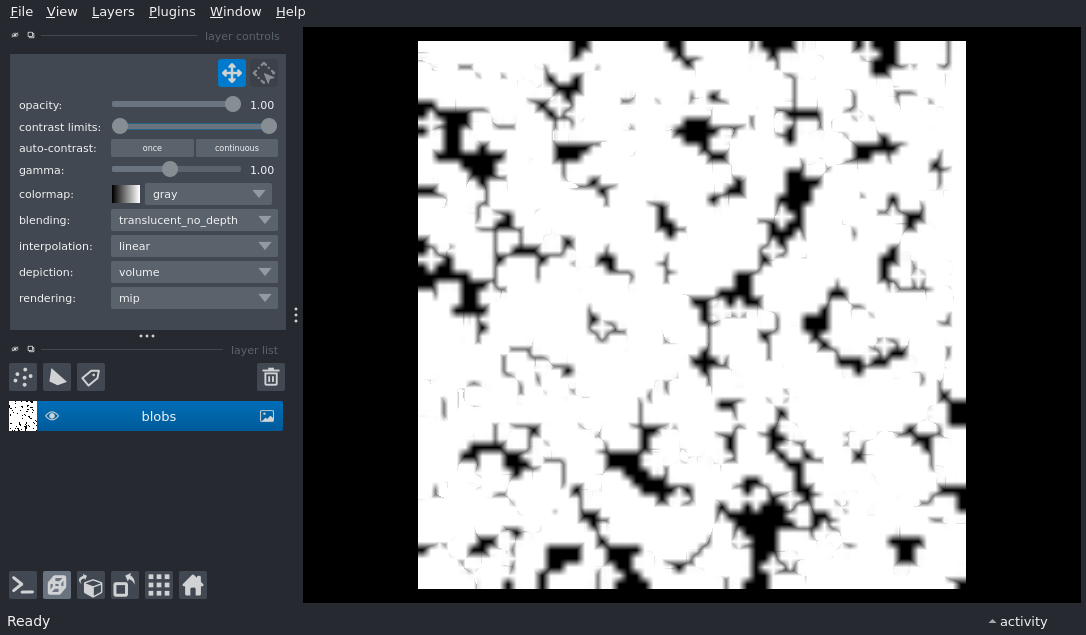 File View Layers Plugins Window Help
layer controls
opacity: 1.00
contrast limits:
auto-contrast: once continuous
gamma: 1.00
colormap: gray
blending: translucent_no_depth
interpolation: linear
depiction: volume
rendering: mip
layer list
blobs
Ready activity